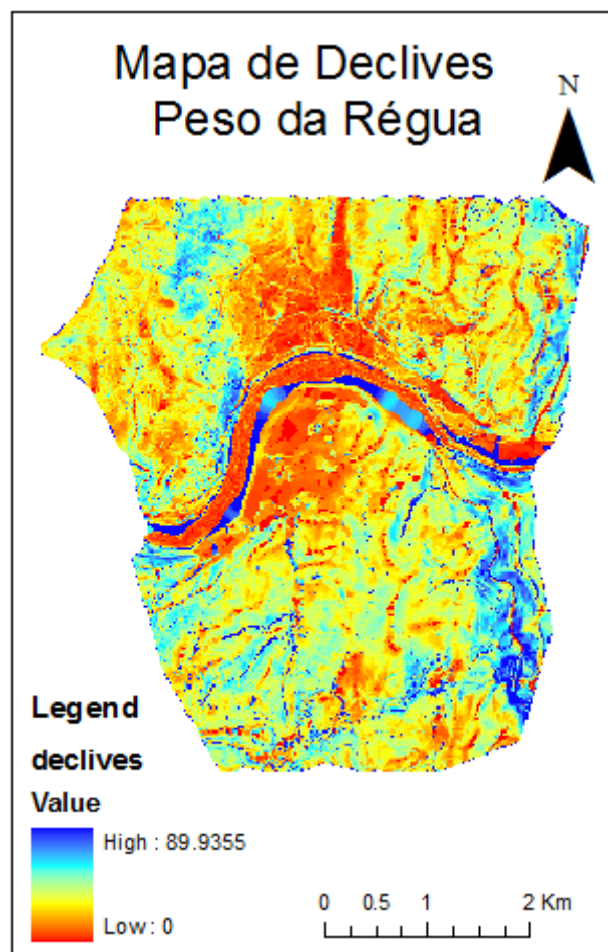 Mapa de Declives
Peso da Régua
N
Legend
declives
Value
High : 89.9355
Low : 0
0 0.5 1 2 Km